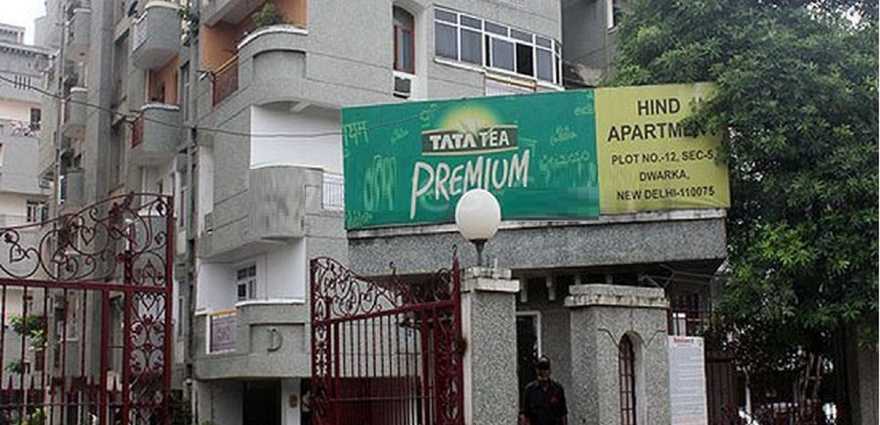 TATA TEA
PREMIUM
HIND
APARTMENT
PLOT NO.-12, SEC-5,
DWARKA,
NEW DELHI-110075
D